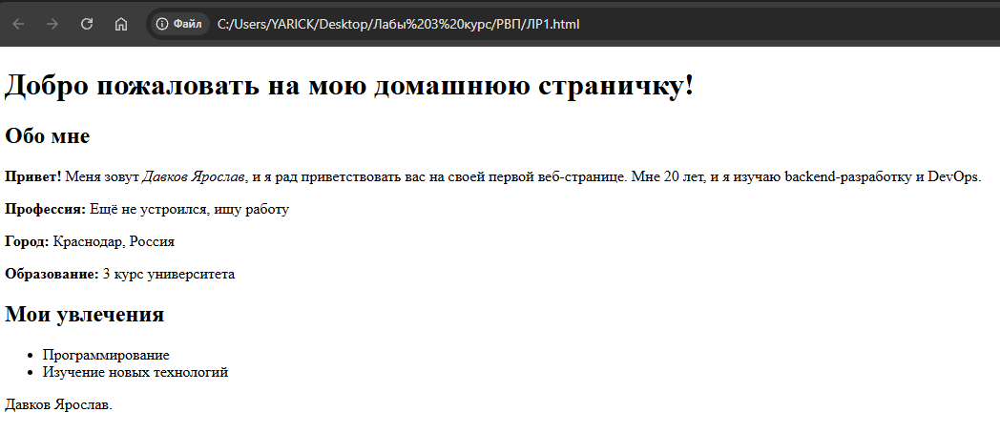 Файл C:/Users/YARICK/Desktop/Лабы%203%20курс/РВП/ЛР1.html
Добро пожаловать на мою домашнюю страничку!
Обо мне
Привет! Меня зовут Давков Ярослав, и я рад приветствовать вас на своей первой веб-странице. Мне 20 лет, и я изучаю backend-разработку и DevOps.
Профессия: Ещё не устроился, ищу работу
Город: Краснодар, Россия
Образование: 3 курс университета
Мои увлечения
• Программирование
• Изучение новых технологий
Давков Ярослав.